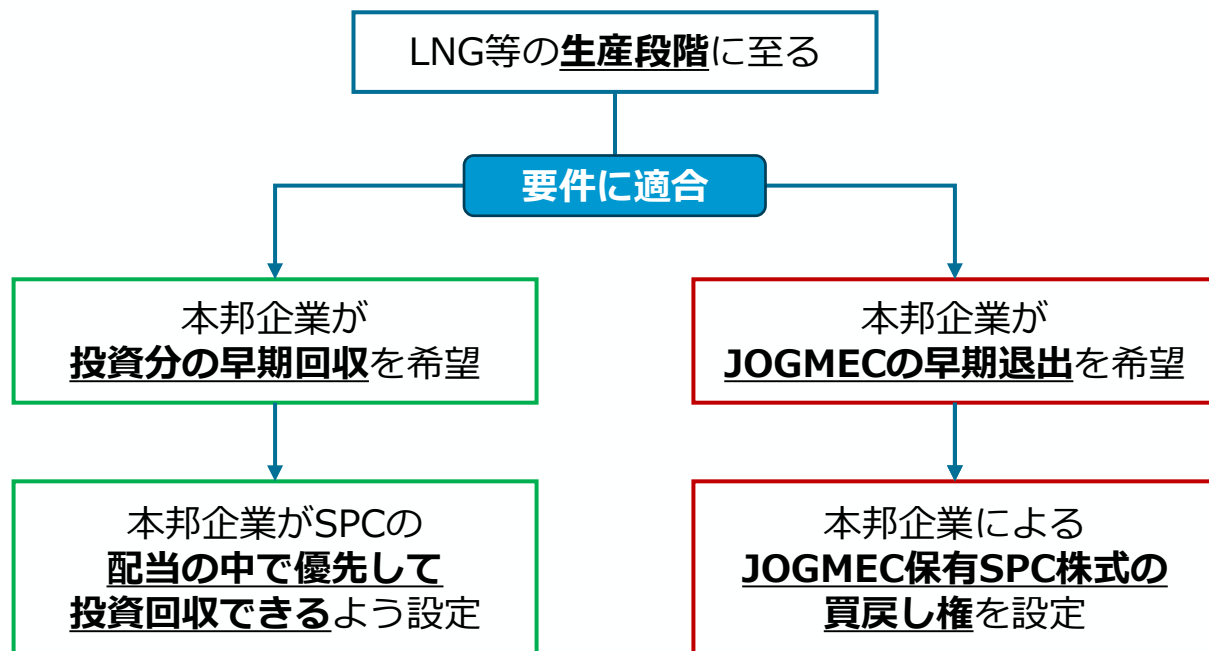 LNG等の生産段階に至る
要件に適合
本邦企業が
投資分の早期回収を希望
本邦企業が
JOGMECの早期退出を希望
本邦企業がSPCの
配当の中で優先して
投資回収できるよう設定
本邦企業による
JOGMEC保有SPC株式の
買戻し権を設定